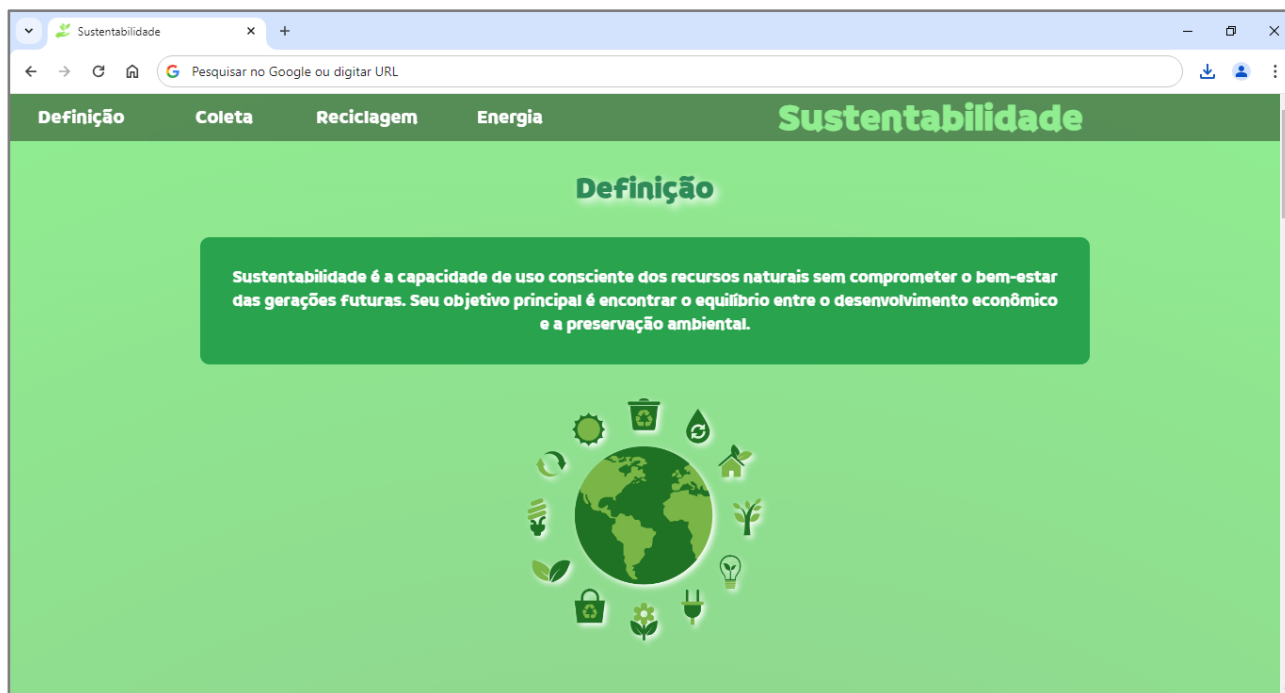 Sustentabilidade
Pesquisar no Google ou digitar URL
Definição Coleta Reciclagem Energia Sustentabilidade
Definição
Sustentabilidade é a capacidade de uso consciente dos recursos naturais sem comprometer o bem-estar
das gerações futuras. Seu objetivo principal é encontrar o equilíbrio entre o desenvolvimento econômico
e a preservação ambiental.